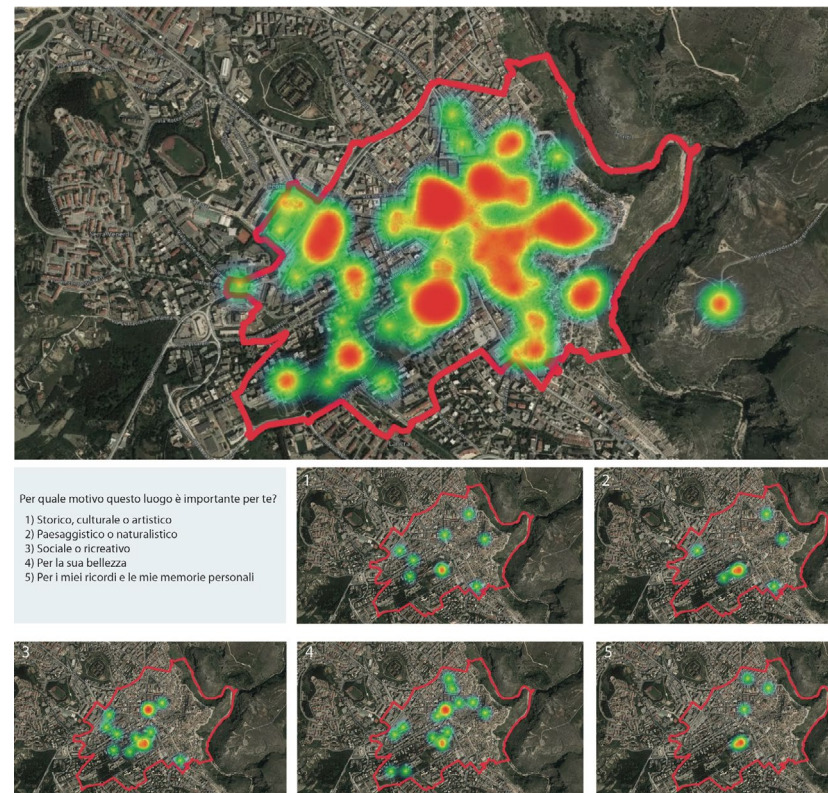 Per quale motivo questo luogo è importante per te?
1) Storico, culturale o artistico
2) Paesaggistico o naturalistico
3) Sociale o ricreativo
4) Per la sua bellezza
5) Per i miei ricordi e le mie memorie personali
1
2
3
4
5